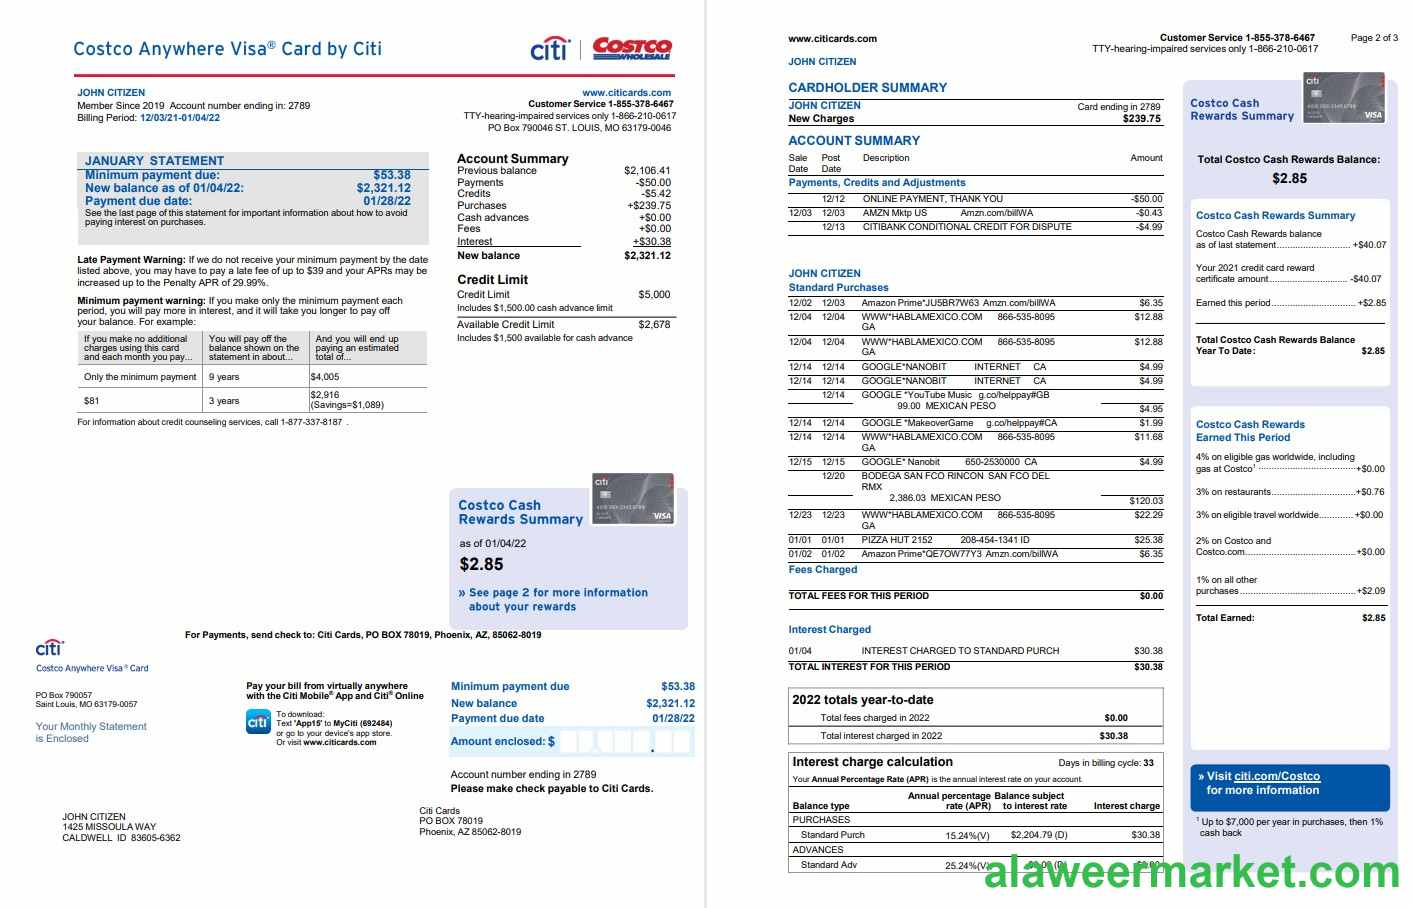 Costco Anywhere Visa® Card by Citi
citi
COSTCO
WHOLESALE
JOHN CITIZEN
Member Since 2019 Account number ending in: 2789
Billing Period: 12/03/21-01/04/22
www.citicards.com
Customer Service 1-855-378-6467
TTY-hearing-impaired services only 1-866-210-0617
PO Box 790046 ST. LOUIS, MO 63179-0046
JANUARY STATEMENT
Minimum payment due: $53.38
New balance as of 01/04/22: $2,321.12
Payment due date: 01/28/22
See the last page of this statement for important information about how to avoid
paying interest on purchases.
Late Payment Warning: If we do not receive your minimum payment by the date
listed above, you may have to pay a late fee of up to $39 and your APRs may be
increased up to the Penalty APR of 29.99%.
Minimum payment warning: If you make only the minimum payment each
period, you will pay more in interest, and it will take you longer to pay off
your balance. For example:
If you make no additional
charges using this card
and each month you pay...
You will pay off the
balance shown on the
statement in about...
And you will end up
paying an estimated
total of...
Only the minimum payment 9 years $4,005
$81 3 years $2,916
(Savings=$1,089)
For information about credit counseling services, call 1-877-337-8187 .
Account Summary
Previous balance $2,106.41
Payments -$50.00
Credits -$5.42
Purchases +$239.75
Cash advances +$0.00
Fees +$0.00
Interest +$30.38
New balance $2,321.12
Credit Limit
Credit Limit $5,000
Includes $1,500.00 cash advance limit
Available Credit Limit $2,678
Includes $1,500 available for cash advance
Costco Cash
Rewards Summary
citi
VISA
as of 01/04/22
$2.85
» See page 2 for more information
about your rewards
For Payments, send check to: Citi Cards, PO BOX 78019, Phoenix, AZ, 85062-8019
citi
Costco Anywhere Visa® Card
PO Box 790057
Saint Louis, MO 63179-0057
Your Monthly Statement
is Enclosed
Pay your bill from virtually anywhere
with the Citi Mobile® App and Citi® Online
citi
To download:
Text 'App15' to MyCiti (692484)
or go to your device's app store.
Or visit www.citicards.com
Minimum payment due $53.38
New balance $2,321.12
Payment due date 01/28/22
Amount enclosed: $ .
Account number ending in 2789
Please make check payable to Citi Cards.
JOHN CITIZEN
1425 MISSOULA WAY
CALDWELL ID 83605-6362
Citi Cards
PO BOX 78019
Phoenix, AZ 85062-8019
www.citicards.com
Customer Service 1-855-378-6467
TTY-hearing-impaired services only 1-866-210-0617
Page 2 of 3
JOHN CITIZEN
CARDHOLDER SUMMARY
JOHN CITIZEN Card ending in 2789
New Charges $239.75
ACCOUNT SUMMARY
Sale Post Description Amount
Date Date
Payments, Credits and Adjustments
12/12 ONLINE PAYMENT, THANK YOU -$50.00
12/03 12/03 AMZN Mktp US Amzn.com/billWA -$0.43
12/13 CITIBANK CONDITIONAL CREDIT FOR DISPUTE -$4.99
JOHN CITIZEN
Standard Purchases
12/02 12/03 Amazon Prime*JU5BR7W63 Amzn.com/billWA $6.35
12/04 12/04 WWW*HABLAMEXICO.COM 866-535-8095 $12.88
GA
12/04 12/04 WWW*HABLAMEXICO.COM 866-535-8095 $12.88
GA
12/14 12/14 GOOGLE*NANOBIT INTERNET CA $4.99
12/14 12/14 GOOGLE*NANOBIT INTERNET CA $4.99
12/14 GOOGLE *YouTube Music g.co/helppay#GB
99.00 MEXICAN PESO $4.95
12/14 12/14 GOOGLE *MakeoverGame g.co/helppay#CA $1.99
12/14 12/14 WWW*HABLAMEXICO.COM 866-535-8095 $11.68
GA
12/15 12/15 GOOGLE* Nanobit 650-2530000 CA $4.99
12/20 BODEGA SAN FCO RINCON SAN FCO DEL
RMX
2,386.03 MEXICAN PESO $120.03
12/23 12/23 WWW*HABLAMEXICO.COM 866-535-8095 $22.29
GA
01/01 01/01 PIZZA HUT 2152 208-454-1341 ID $25.38
01/02 01/02 Amazon Prime*QE7OW77Y3 Amzn.com/billWA $6.35
Fees Charged
TOTAL FEES FOR THIS PERIOD $0.00
Interest Charged
01/04 INTEREST CHARGED TO STANDARD PURCH $30.38
TOTAL INTEREST FOR THIS PERIOD $30.38
2022 totals year-to-date
Total fees charged in 2022 $0.00
Total interest charged in 2022 $30.38
Interest charge calculation Days in billing cycle: 33
Your Annual Percentage Rate (APR) is the annual interest rate on your account.
Annual percentage Balance subject
Balance type rate (APR) to interest rate Interest charge
PURCHASES
Standard Purch 15.24%(V) $2,204.79 (D) $30.38
ADVANCES
Standard Adv 25.24%(V)
Costco Cash
Rewards Summary
citi
VISA
Total Costco Cash Rewards Balance:
$2.85
Costco Cash Rewards Summary
Costco Cash Rewards balance
as of last statement............................ +$40.07
Your 2021 credit card reward
certificate amount.............................. -$40.07
Earned this period................................ +$2.85
Total Costco Cash Rewards Balance
Year To Date: $2.85
Costco Cash Rewards
Earned This Period
4% on eligible gas worldwide, including
gas at Costco¹ .....................................+$0.00
3% on restaurants................................+$0.76
3% on eligible travel worldwide............. +$0.00
2% on Costco and
Costco.com..........................................+$0.00
1% on all other
purchases............................................+$2.09
Total Earned: $2.85
» Visit citi.com/Costco
for more information
¹ Up to $7,000 per year in purchases, then 1%
cash back
alaweermarket.com